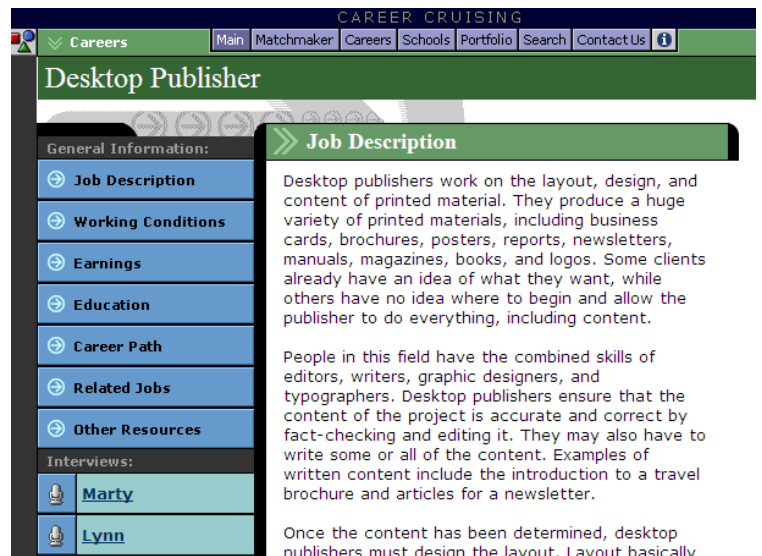 CAREER CRUISING
Careers
Main Matchmaker Careers Schools Portfolio Search Contact Us i
Desktop Publisher
General Information:
Job Description
Working Conditions
Earnings
Education
Career Path
Related Jobs
Other Resources
Interviews:
Marty
Lynn
Job Description
Desktop publishers work on the layout, design, and
content of printed material. They produce a huge
variety of printed materials, including business
cards, brochures, posters, reports, newsletters,
manuals, magazines, books, and logos. Some clients
already have an idea of what they want, while
others have no idea where to begin and allow the
publisher to do everything, including content.
People in this field have the combined skills of
editors, writers, graphic designers, and
typographers. Desktop publishers ensure that the
content of the project is accurate and correct by
fact-checking and editing it. They may also have to
write some or all of the content. Examples of
written content include the introduction to a travel
brochure and articles for a newsletter.
Once the content has been determined, desktop
publishers must design the layout. Layout basically